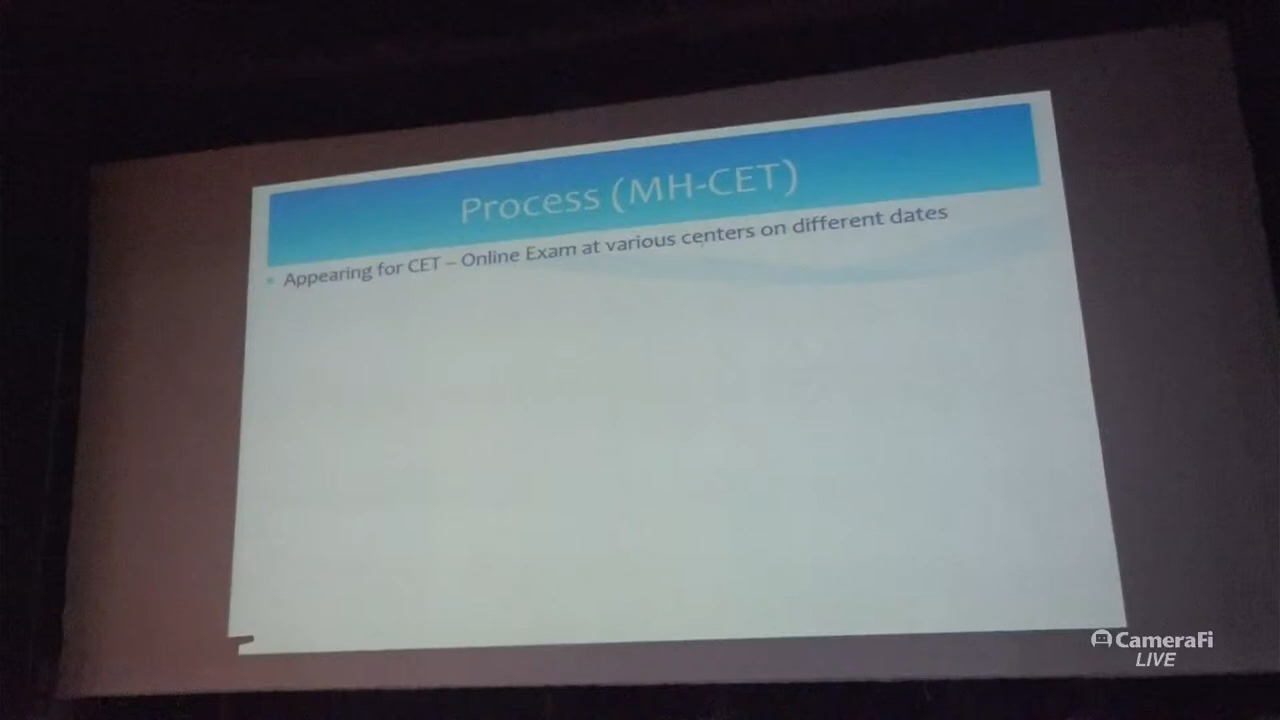 Process (MH-CET)
• Appearing for CET – Online Exam at various centers on different dates
CameraFi
LIVE